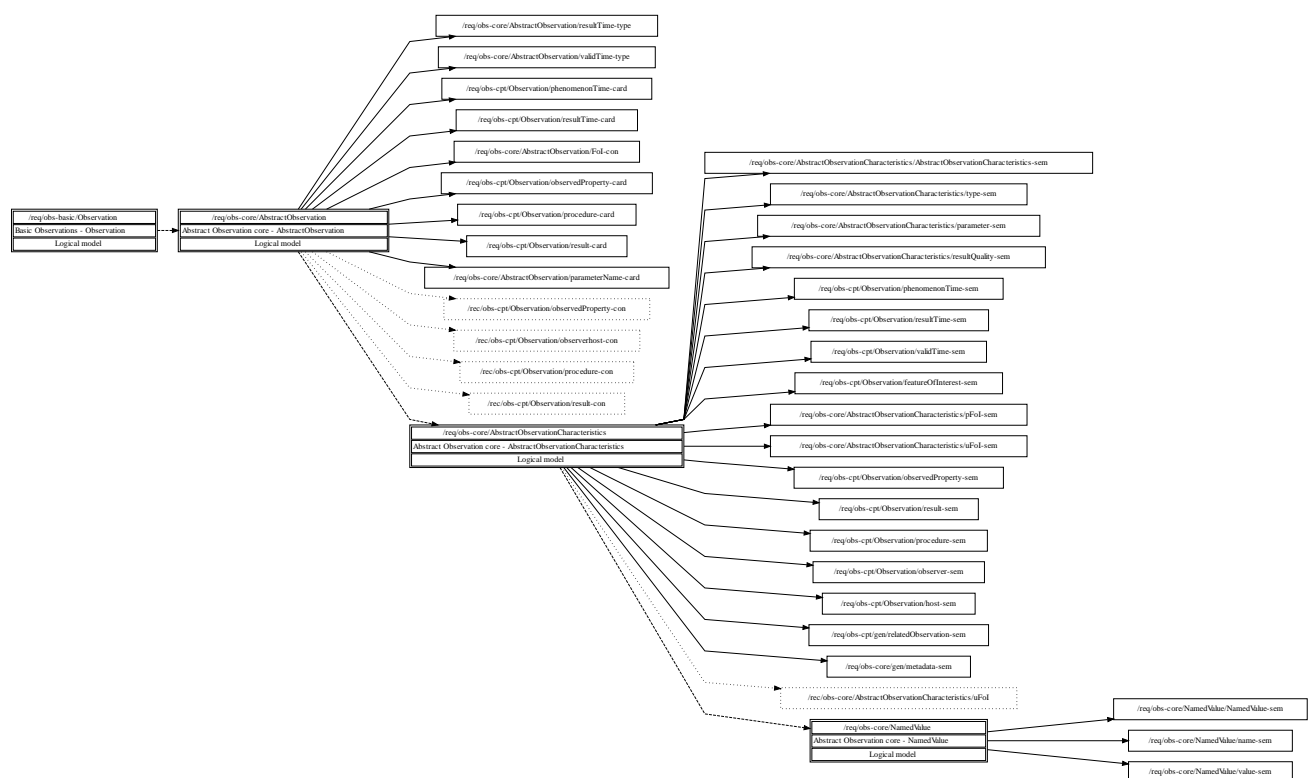 /req/obs-core/AbstractObservation/resultTime-type
/req/obs-core/AbstractObservation/validTime-type
/req/obs-cpt/Observation/phenomenonTime-card
/req/obs-cpt/Observation/resultTime-card
/req/obs-core/AbstractObservation/FoI-con
/req/obs-cpt/Observation/observedProperty-card
/req/obs-cpt/Observation/procedure-card
/req/obs-cpt/Observation/result-card
/req/obs-core/AbstractObservation/parameterName-card
/rec/obs-cpt/Observation/observedProperty-con
/rec/obs-cpt/Observation/observerhost-con
/rec/obs-cpt/Observation/procedure-con
/rec/obs-cpt/Observation/result-con
/req/obs-basic/Observation
Basic Observations - Observation
Logical model
/req/obs-core/AbstractObservation
Abstract Observation core - AbstractObservation
Logical model
/req/obs-core/AbstractObservationCharacteristics
Abstract Observation core - AbstractObservationCharacteristics
Logical model
/req/obs-core/AbstractObservationCharacteristics/AbstractObservationCharacteristics-sem
/req/obs-core/AbstractObservationCharacteristics/type-sem
/req/obs-core/AbstractObservationCharacteristics/parameter-sem
/req/obs-core/AbstractObservationCharacteristics/resultQuality-sem
/req/obs-cpt/Observation/phenomenonTime-sem
/req/obs-cpt/Observation/resultTime-sem
/req/obs-cpt/Observation/validTime-sem
/req/obs-cpt/Observation/featureOfInterest-sem
/req/obs-core/AbstractObservationCharacteristics/pFoI-sem
/req/obs-core/AbstractObservationCharacteristics/uFoI-sem
/req/obs-cpt/Observation/observedProperty-sem
/req/obs-cpt/Observation/result-sem
/req/obs-cpt/Observation/procedure-sem
/req/obs-cpt/Observation/observer-sem
/req/obs-cpt/Observation/host-sem
/req/obs-cpt/gen/relatedObservation-sem
/req/obs-core/gen/metadata-sem
/rec/obs-core/AbstractObservationCharacteristics/uFoI
/req/obs-core/NamedValue
Abstract Observation core - NamedValue
Logical model
/req/obs-core/NamedValue/NamedValue-sem
/req/obs-core/NamedValue/name-sem
/req/obs-core/NamedValue/value-sem